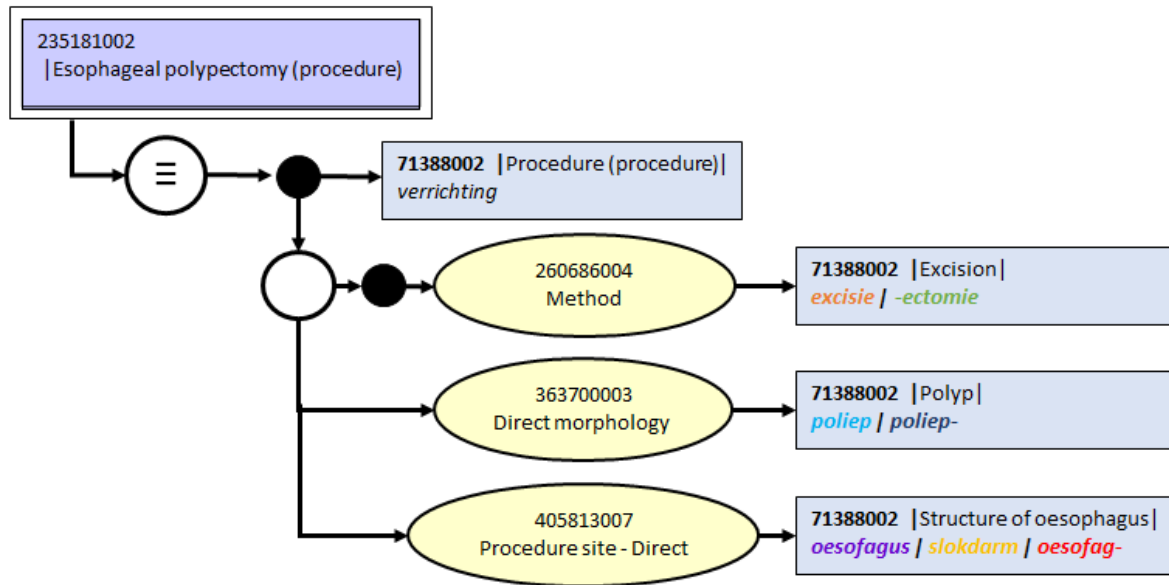 235181002
|Esophageal polypectomy (procedure)
≡
71388002 |Procedure (procedure)|
verrichting
260686004
Method
71388002 |Excision|
excisie / -ectomie
363700003
Direct morphology
71388002 |Polyp|
poliep / poliep-
405813007
Procedure site - Direct
71388002 |Structure of oesophagus|
oesofagus / slokdarm / oesofag-